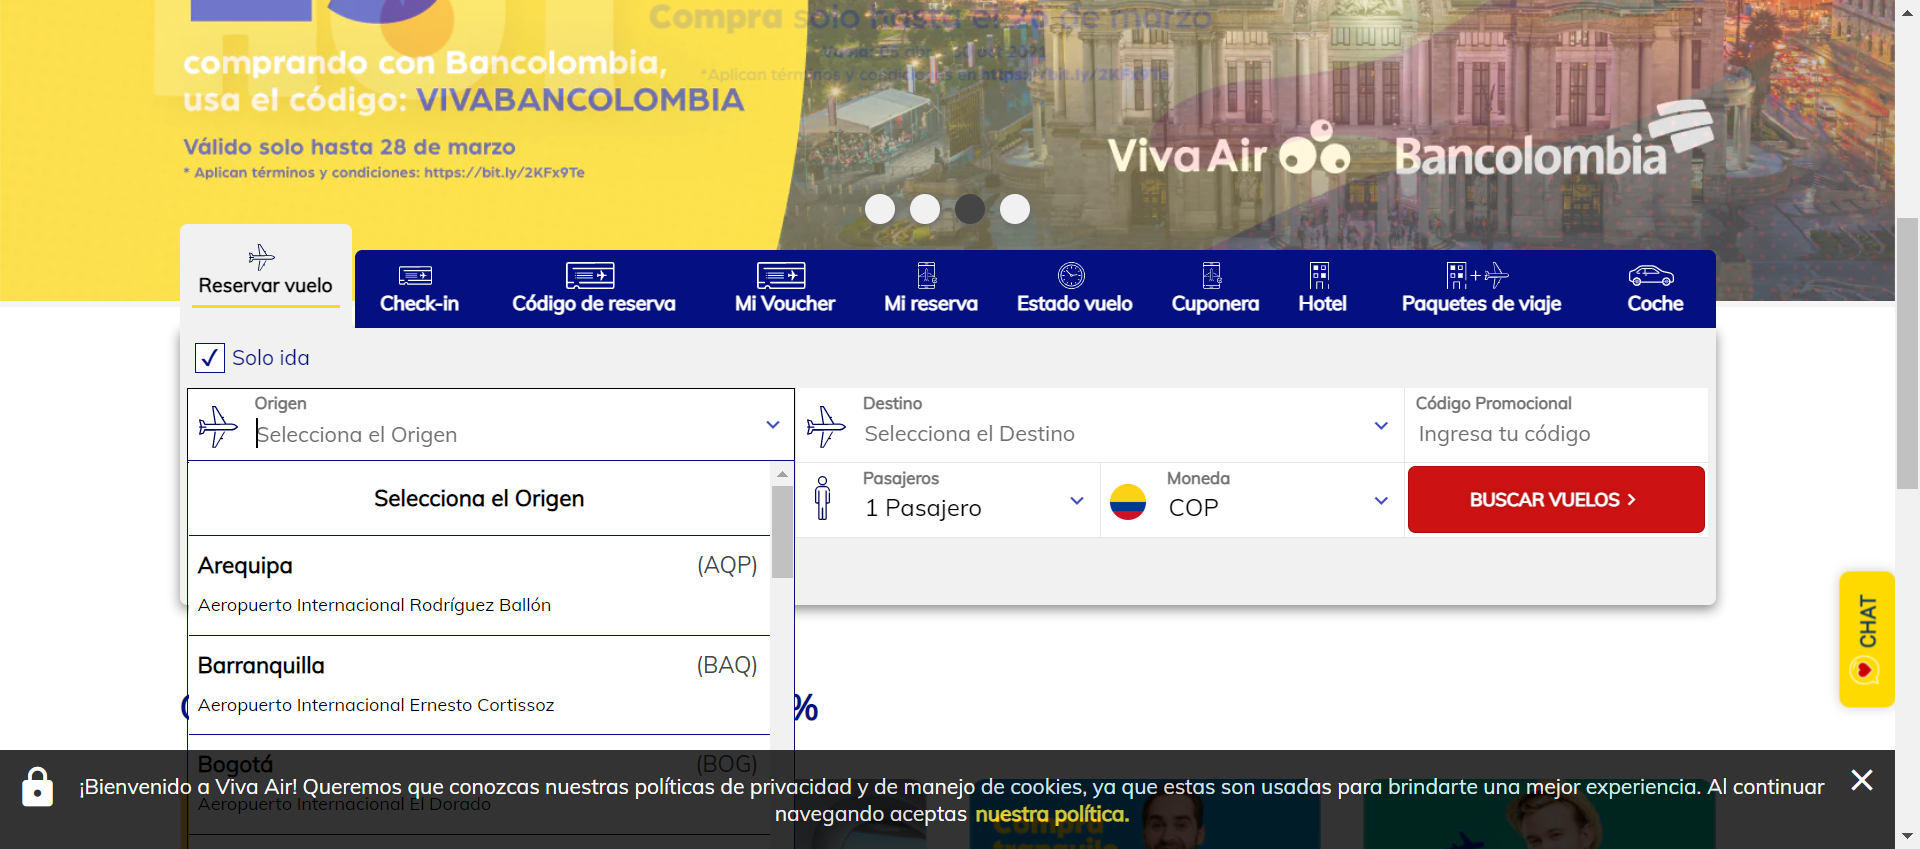 Compra solo hasta el 28 de marzo
comprando con Bancolombia,
usa el código: VIVABANCOLOMBIA
*Aplican términos y condiciones en https://bit.ly/2KFx9Te
Válido solo hasta 28 de marzo
* Aplican términos y condiciones: https://bit.ly/2KFx9Te
Viva Air
Bancolombia
Reservar vuelo
Check-in
Código de reserva
Mi Voucher
Mi reserva
Estado vuelo
Cuponera
Hotel
Paquetes de viaje
Coche
Solo ida
Origen
Selecciona el Origen
Destino
Selecciona el Destino
Código Promocional
Ingresa tu código
Pasajeros
1 Pasajero
Moneda
COP
BUSCAR VUELOS
Selecciona el Origen
Arequipa (AQP)
Aeropuerto Internacional Rodríguez Ballón
Barranquilla (BAQ)
Aeropuerto Internacional Ernesto Cortissoz
%
CHAT
Bogotá (BOG)
Aeropuerto Internacional El Dorado
¡Bienvenido a Viva Air! Queremos que conozcas nuestras políticas de privacidad y de manejo de cookies, ya que estas son usadas para brindarte una mejor experiencia. Al continuar
navegando aceptas nuestra política.
Compra
tranquilo